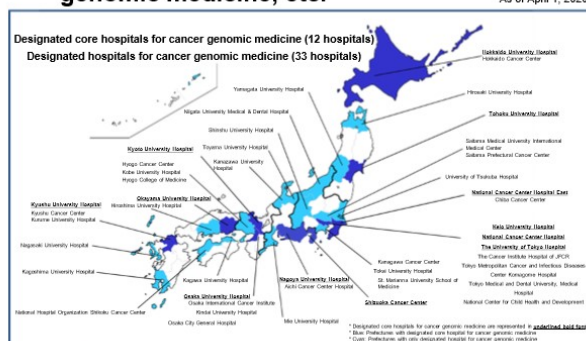 genomic medicine, etc.
As of April 1, 2020
Designated core hospitals for cancer genomic medicine (12 hospitals)
Designated hospitals for cancer genomic medicine (33 hospitals)
Hokkaido University Hospital
Hokkaido Cancer Center
Yamagata University Hospital
Hirosaki University Hospital
Niigata University Medical & Dental Hospital
Tohoku University Hospital
Shinshu University Hospital
Saitama Medical University International
Medical Center
Saitama Prefectural Cancer Center
Kyoto University Hospital
Toyama University Hospital
Hyogo Cancer Center
Kobe University Hospital
Hyogo College of Medicine
Kanazawa University
Hospital
University of Tsukuba Hospital
National Cancer Center Hospital East
Chiba Cancer Center
Okayama University Hospital
Hiroshima University Hospital
Kyushu University Hospital
Kyushu Cancer Center
Kurume University Hospital
Keio University Hospital
National Cancer Center Hospital
The University of Tokyo Hospital
The Cancer Institute Hospital of JFCR
Tokyo Metropolitan Cancer and Infectious Diseases
Center Komagome Hospital
Tokyo Medical and Dental University, Medical
Hospital
National Center for Child Health and Development
Nagasaki University Hospital
Kagoshima University Hospital
Kanagawa Cancer Center
Tokai University Hospital
St. Marianna University School of
Medicine
Kagawa University Hospital
Nagoya University Hospital
Aichi Cancer Center Hospital
Shizuoka Cancer Center
Osaka University Hospital
Osaka International Cancer Institute
Kindai University Hospital
National Hospital Organization Shikoku Cancer Center
Osaka City General Hospital
Mie University Hospital
* Designated core hospitals for cancer genomic medicine are represented in underlined bold font
* Blue: Prefectures with designated core hospital for cancer genomic medicine
* Cyan: Prefectures with only designated hospital for cancer genomic medicine